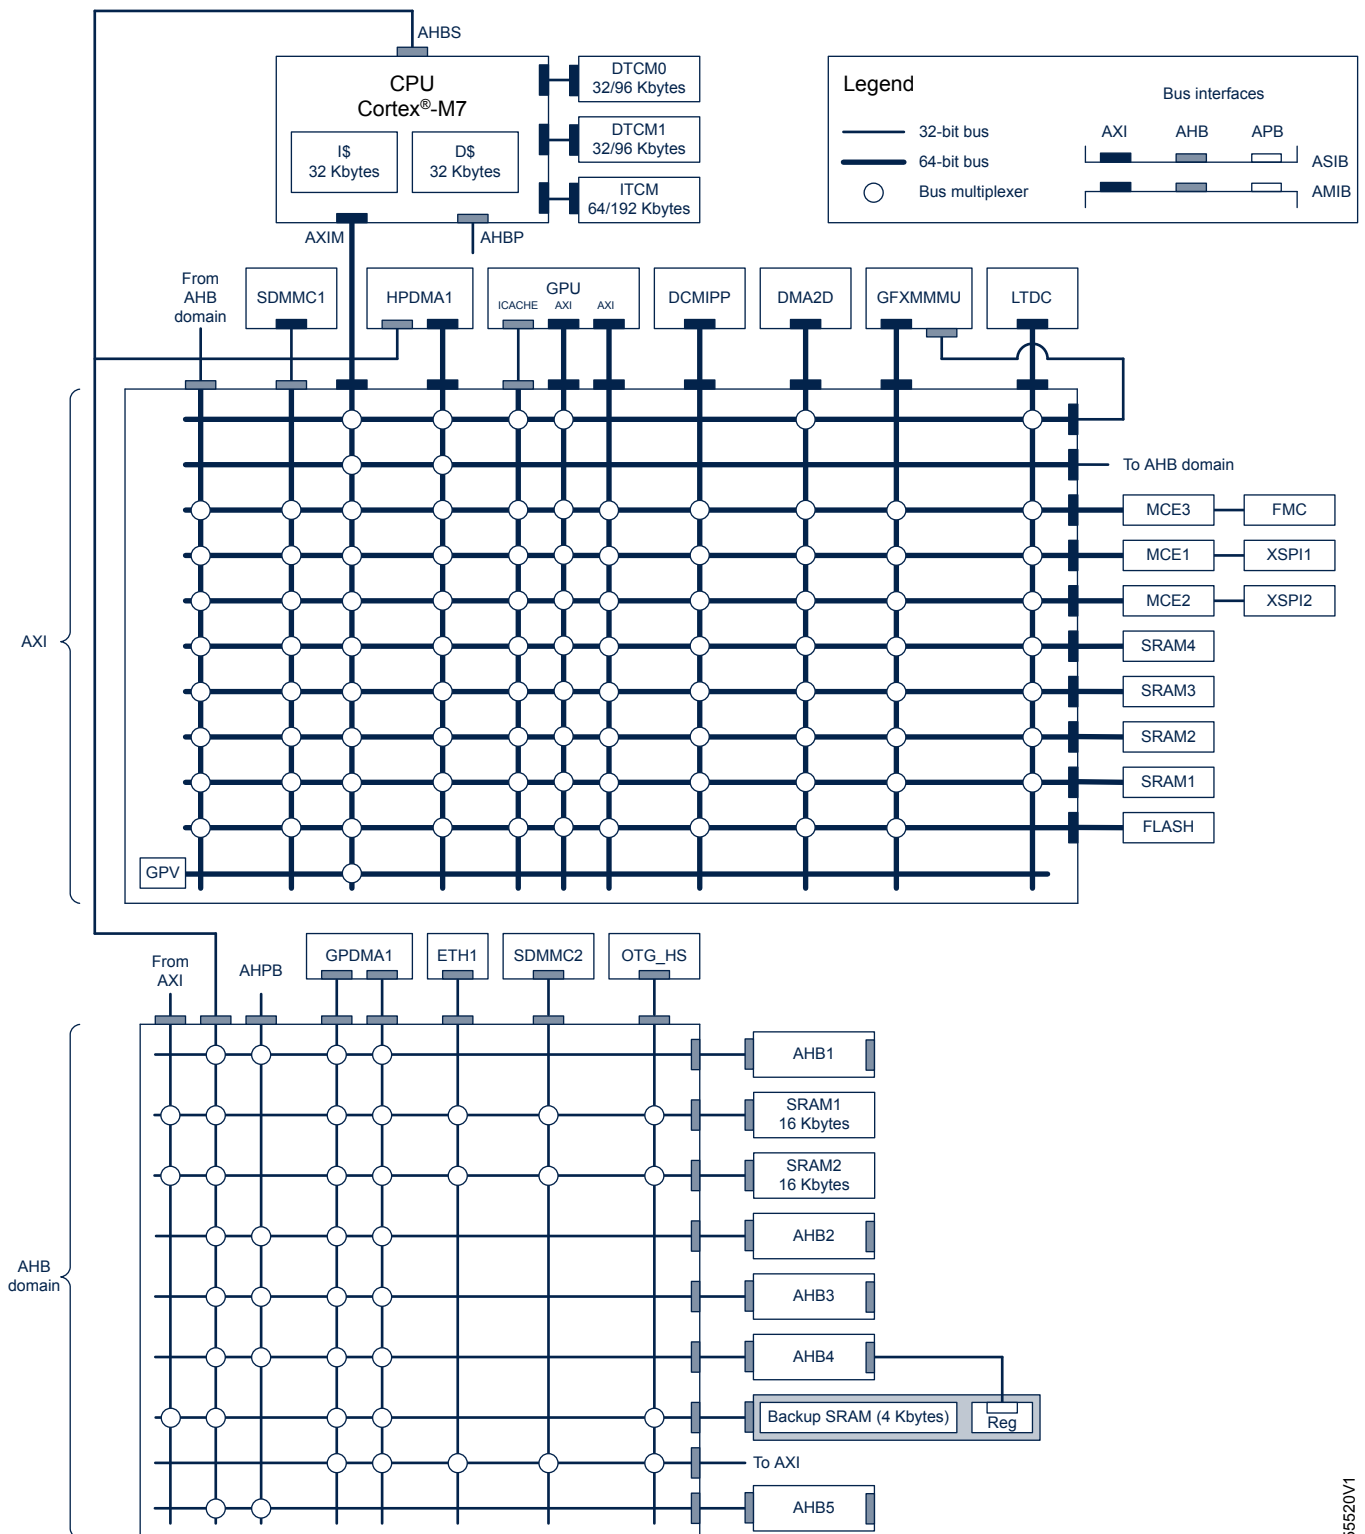 AHBS
CPU
Cortex®-M7
I$
32 Kbytes
D$
32 Kbytes
DTCM0
32/96 Kbytes
DTCM1
32/96 Kbytes
ITCM
64/192 Kbytes
AXIM
AHBP
Legend
Bus interfaces
32-bit bus
64-bit bus
Bus multiplexer
AXI
AHB
APB
ASIB
AMIB
From
AHB
domain
SDMMC1
HPDMA1
GPU
ICACHE
AXI
AXI
DCMIPP
DMA2D
GFXMMMU
LTDC
To AHB domain
MCE3
FMC
MCE1
XSPI1
MCE2
XSPI2
AXI
SRAM4
SRAM3
SRAM2
SRAM1
FLASH
GPV
From
AXI
AHPB
GPDMA1
ETH1
SDMMC2
OTG_HS
AHB1
SRAM1
16 Kbytes
SRAM2
16 Kbytes
AHB2
AHB
domain
AHB3
AHB4
Backup SRAM (4 Kbytes)
Reg
To AXI
AHB5